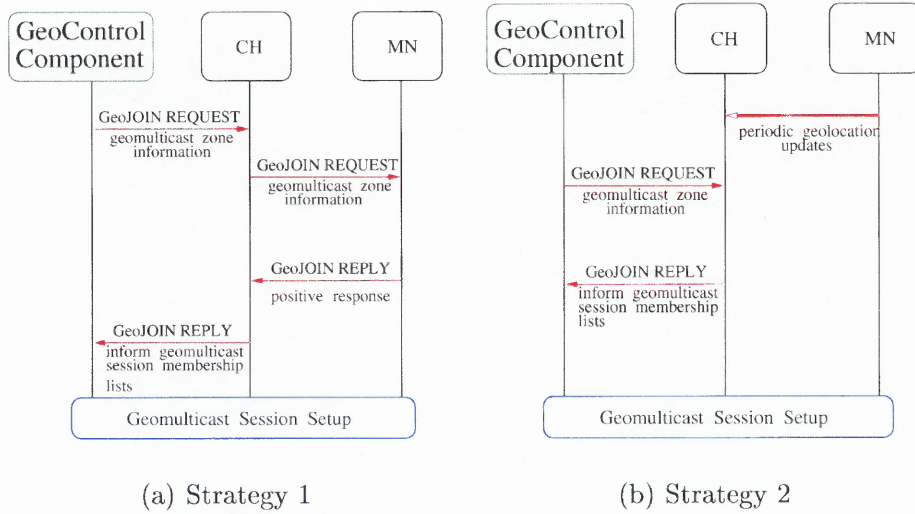 GeoControl
Component
CH
MN
GeoJOIN REQUEST
geomulticast zone
information
GeoJOIN REQUEST
geomulticast zone
information
GeoJOIN REPLY
positive response
GeoJOIN REPLY
inform geomulticast
session membership
lists
Geomulticast Session Setup
(a) Strategy 1
GeoControl
Component
CH
MN
periodic geolocation
updates
GeoJOIN REQUEST
geomulticast zone
information
GeoJOIN REPLY
inform geomulticast
session membership
lists
Geomulticast Session Setup
(b) Strategy 2